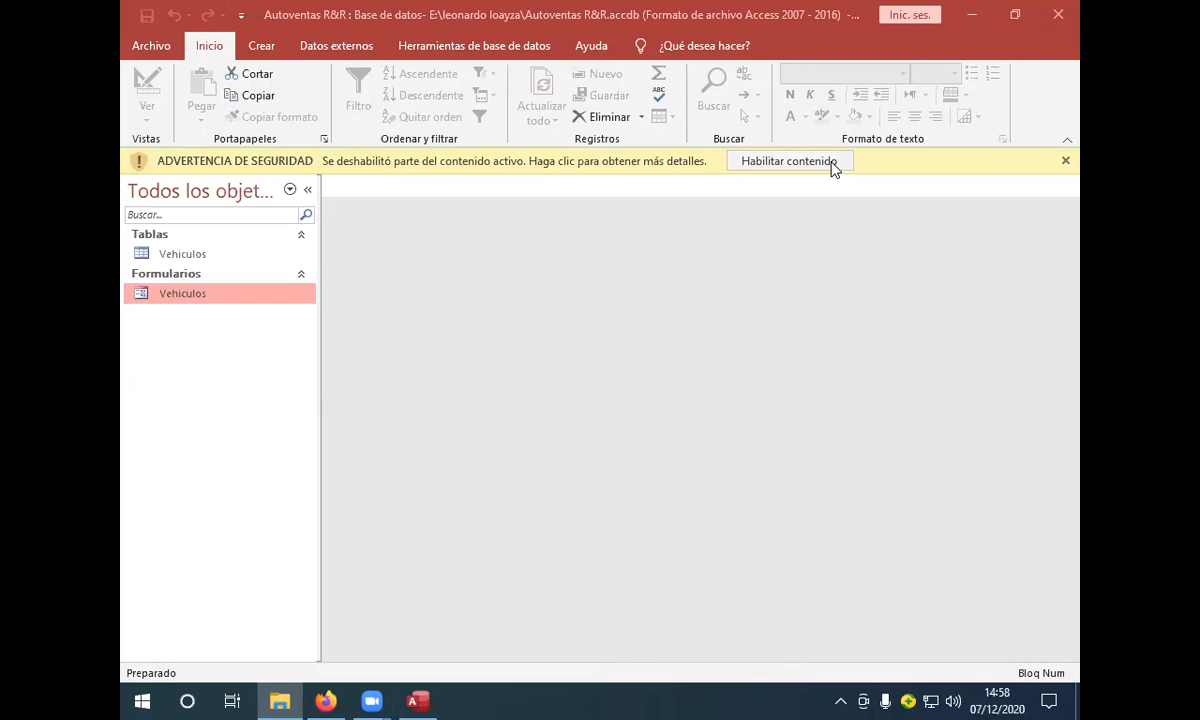 Autoventas R&R : Base de datos- E:\leonardo loayza\Autoventas R&R.accdb (Formato de archivo Access 2007 - 2016) -...
Inic. ses.
Archivo Inicio Crear Datos externos Herramientas de base de datos Ayuda ¿Qué desea hacer?
Ver
Vistas
Pegar
Cortar
Copiar
Copiar formato
Portapapeles
Filtro
Ascendente
Descendente
Quitar orden
Ordenar y filtrar
Actualizar
todo
Nuevo
Guardar
Eliminar
Registros
Buscar
Buscar
N K S
A
Formato de texto
ADVERTENCIA DE SEGURIDAD Se deshabilitó parte del contenido activo. Haga clic para obtener más detalles. Habilitar contenido
Todos los objet...
Buscar...
Tablas
Vehiculos
Formularios
Vehiculos
Preparado
Bloq Num
14:58
07/12/2020